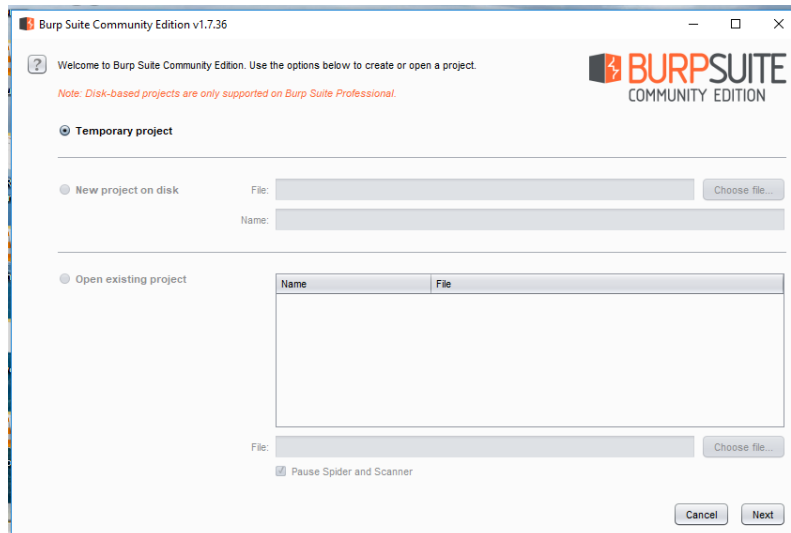 Burp Suite Community Edition v1.7.36
? Welcome to Burp Suite Community Edition. Use the options below to create or open a project.
Note: Disk-based projects are only supported on Burp Suite Professional.
BURPSUITE
COMMUNITY EDITION
Temporary project
New project on disk File: Choose file...
Name:
Open existing project
Name File
File: Choose file...
Pause Spider and Scanner
Cancel Next